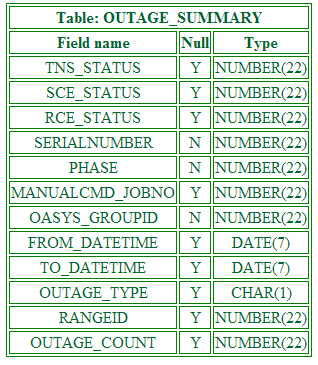 Table: OUTAGE_SUMMARY
Field name Null Type
TNS_STATUS Y NUMBER(22)
SCE_STATUS Y NUMBER(22)
RCE_STATUS Y NUMBER(22)
SERIALNUMBER N NUMBER(22)
PHASE N NUMBER(22)
MANUALCMD_JOBNO Y NUMBER(22)
OASYS_GROUPID N NUMBER(22)
FROM_DATETIME Y DATE(7)
TO_DATETIME Y DATE(7)
OUTAGE_TYPE Y CHAR(1)
RANGEID Y NUMBER(22)
OUTAGE_COUNT Y NUMBER(22)